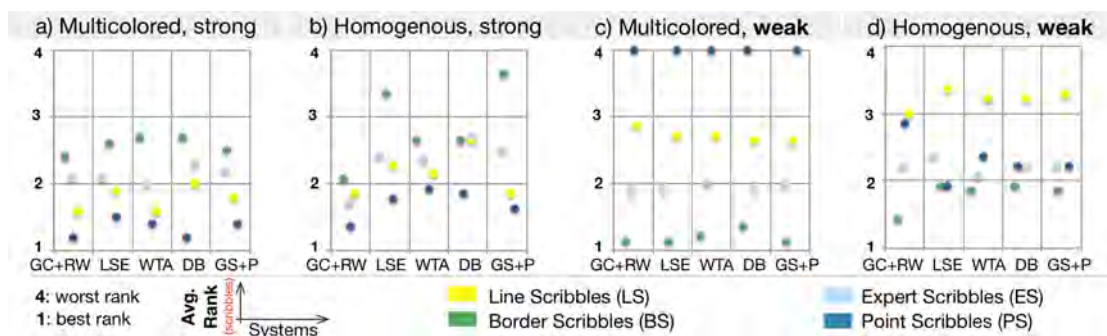 a) Multicolored, strong
b) Homogenous, strong
c) Multicolored, weak
d) Homogenous, weak
4
3
2
1
GC+RW LSE WTA DB GS+P
4
3
2
1
GC+RW LSE WTA DB GS+P
4
3
2
1
GC+RW LSE WTA DB GS+P
4
3
2
1
GC+RW LSE WTA DB GS+P
4: worst rank
1: best rank
Avg.
Rank
(scribbles)
Systems
Line Scribbles (LS)
Border Scribbles (BS)
Expert Scribbles (ES)
Point Scribbles (PS)